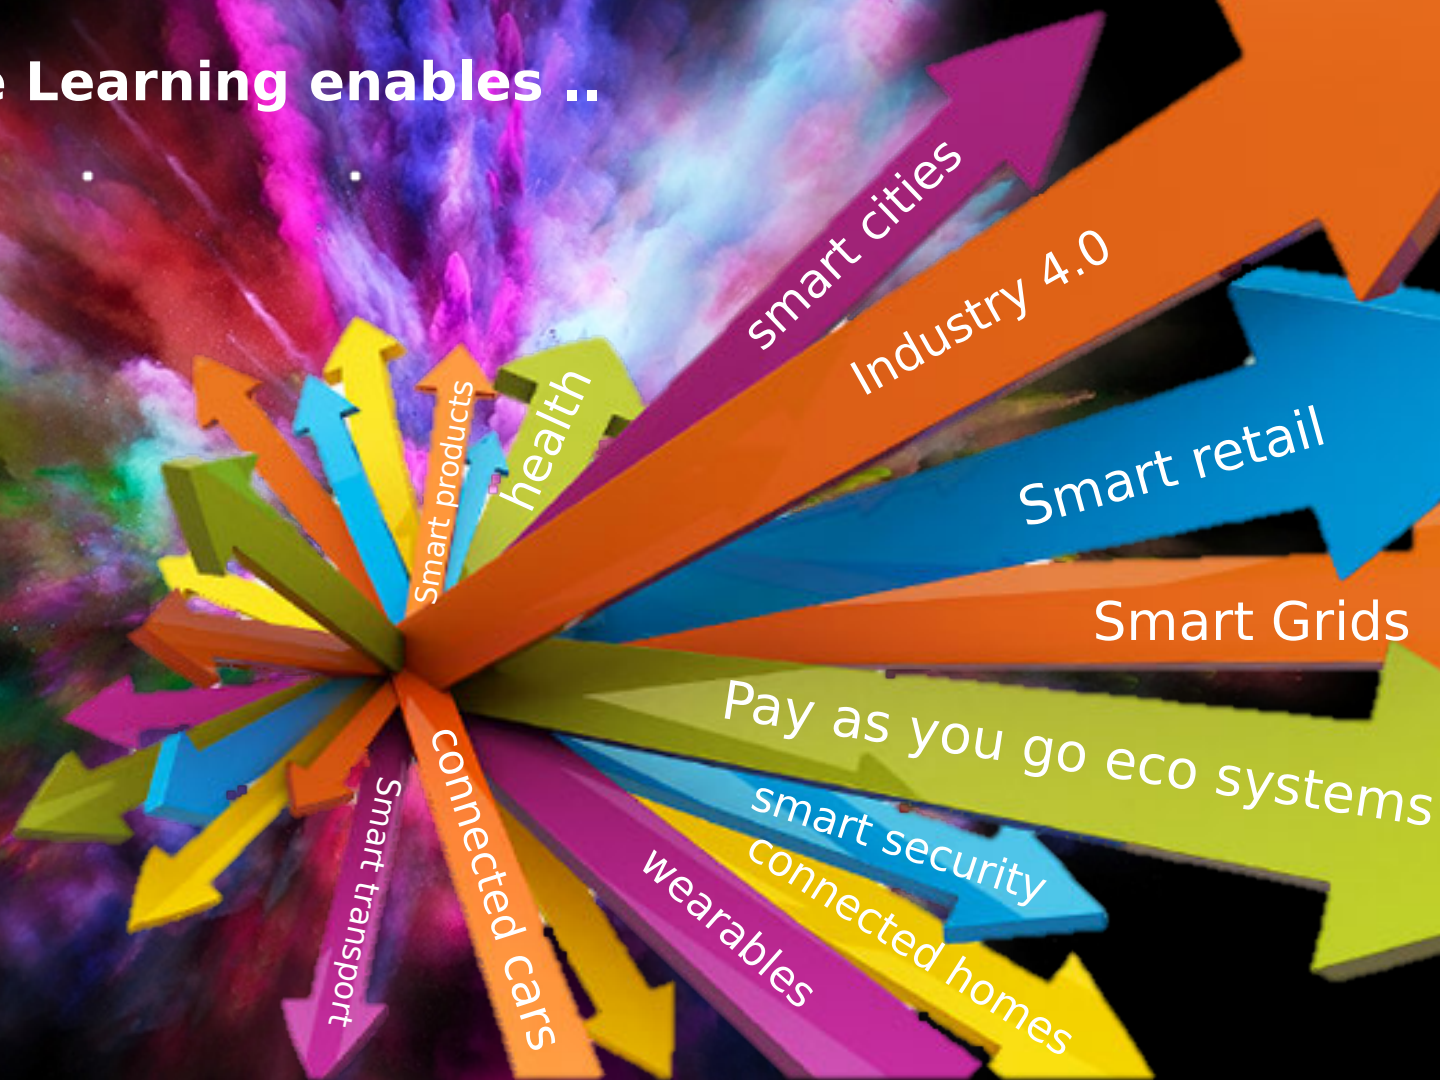 e Learning enables ..
smart cities
Industry 4.0
Smart retail
health
Smart products
Smart Grids
Pay as you go eco systems
smart security
connected homes
wearables
connected cars
Smart transport